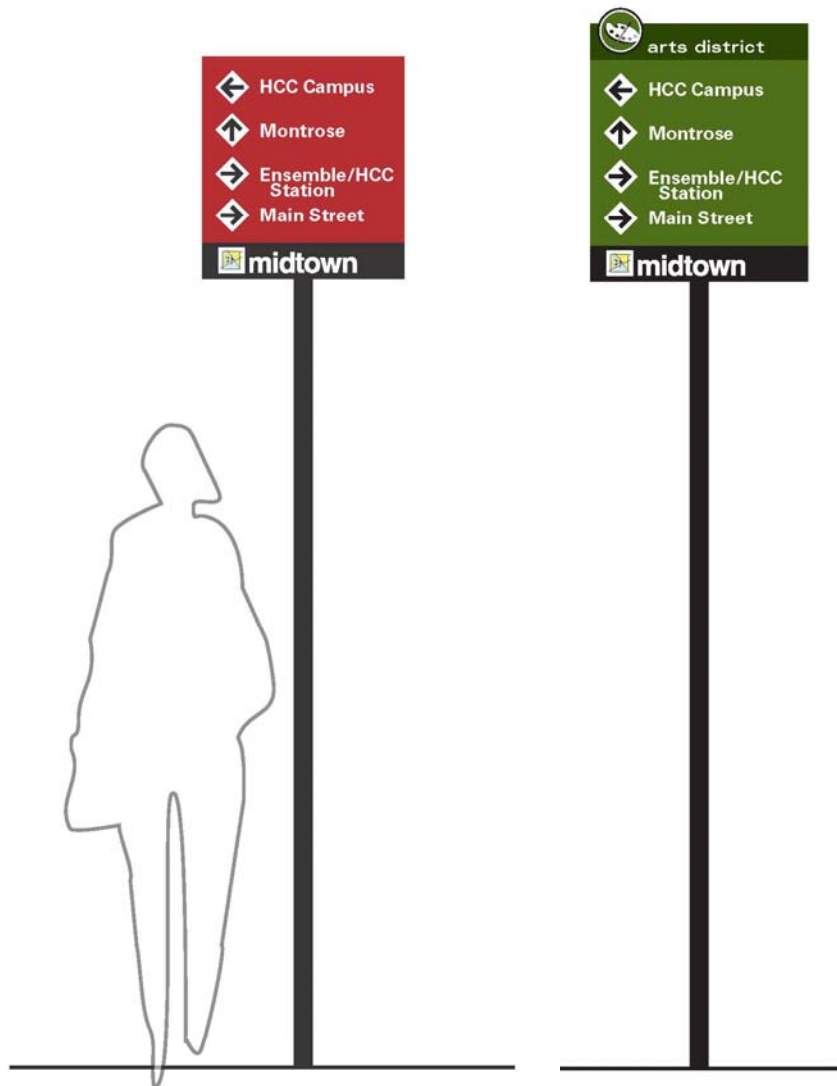 HCC Campus
Montrose
Ensemble/HCC
Station
Main Street
midtown
arts district
HCC Campus
Montrose
Ensemble/HCC
Station
Main Street
midtown